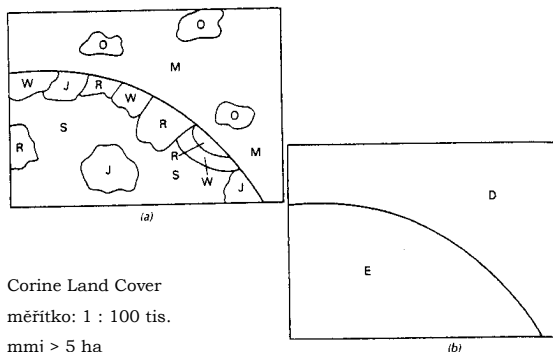 O
O
M
W J R W
O
R
S
R
R
M
J
S
W
J
(a)
D
E
(b)
Corine Land Cover
měřítko: 1 : 100 tis.
mmj > 5 ha